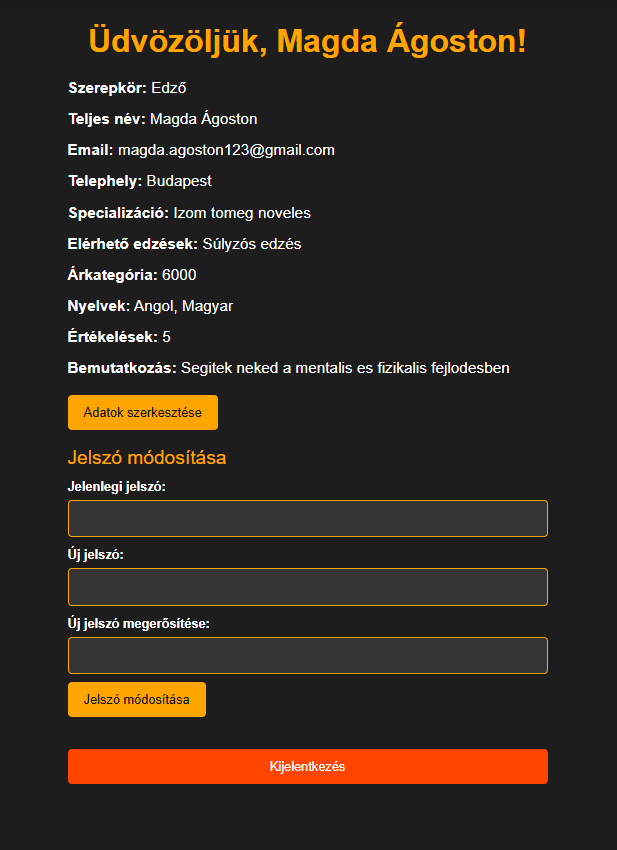 Üdvözöljük, Magda Ágoston!
Szerepkör: Edző
Teljes név: Magda Ágoston
Email: magda.agoston123@gmail.com
Telephely: Budapest
Specializáció: Izom tomeg noveles
Elérhető edzések: Súlyzós edzés
Árkategória: 6000
Nyelvek: Angol, Magyar
Értékelések: 5
Bemutatkozás: Segitek neked a mentalis es fizikalis fejlodesben
Adatok szerkesztése
Jelszó módosítása
Jelenlegi jelszó:
Új jelszó:
Új jelszó megerősítése:
Jelszó módosítása
Kijelentkezés